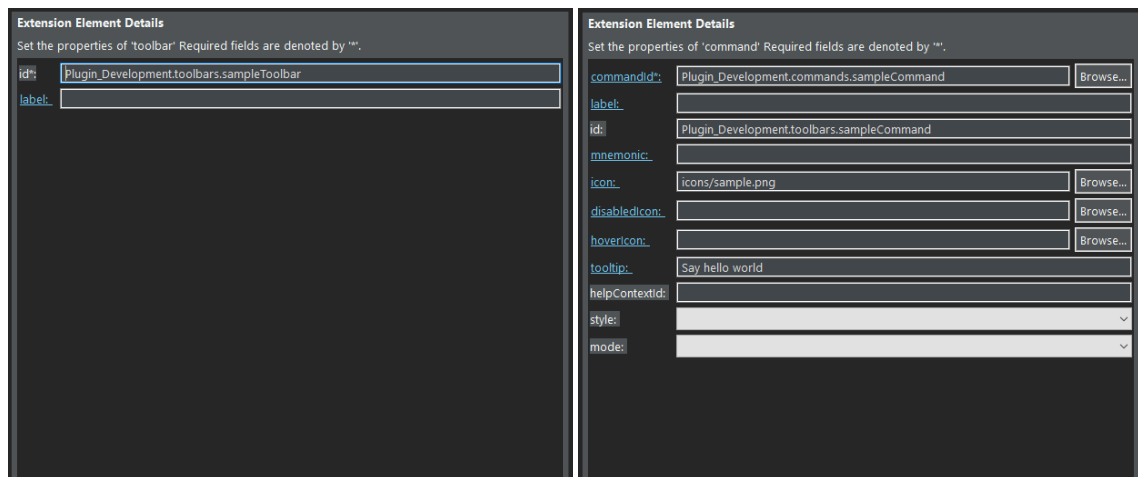 Extension Element Details
Set the properties of 'toolbar' Required fields are denoted by '*'.
id*: Plugin_Development.toolbars.sampleToolbar
label:
Extension Element Details
Set the properties of 'command' Required fields are denoted by '*'.
commandId*: Plugin_Development.commands.sampleCommand Browse...
label:
id: Plugin_Development.toolbars.sampleCommand
mnemonic:
icon: icons/sample.png Browse...
disabledIcon: Browse...
hoverIcon: Browse...
tooltip: Say hello world
helpContextId:
style:
mode: